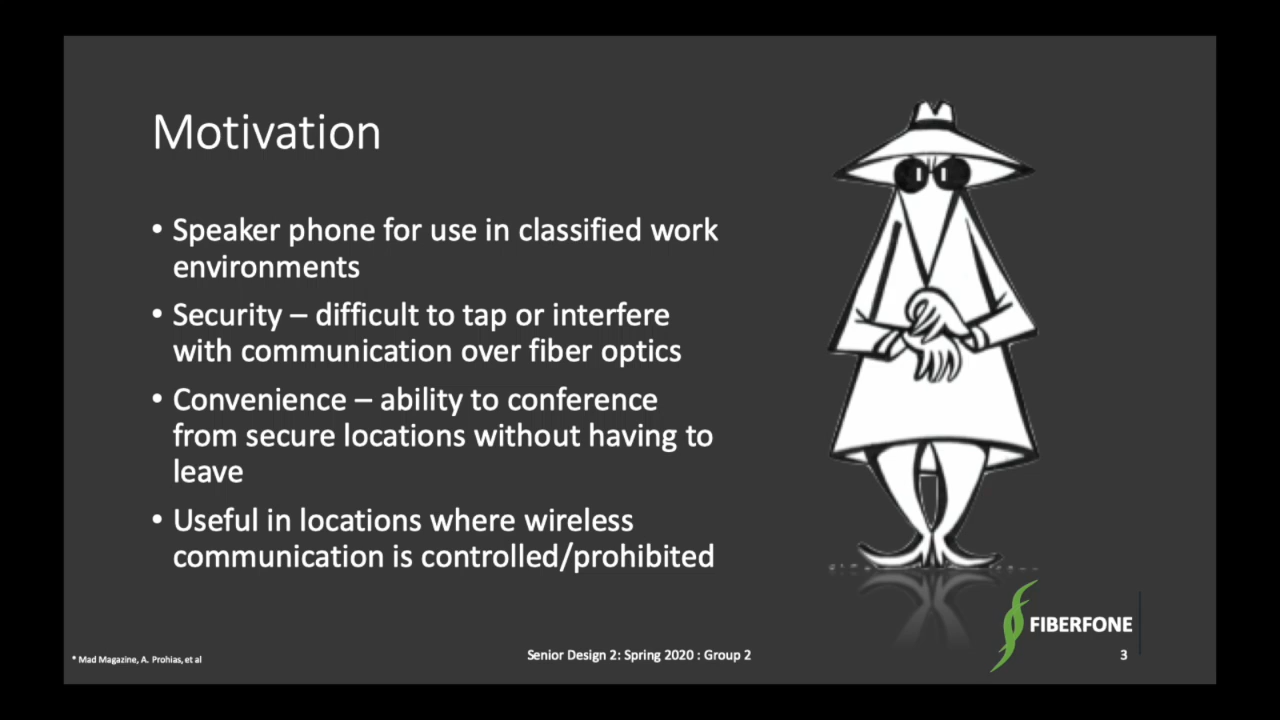 Motivation
• Speaker phone for use in classified work
environments
• Security – difficult to tap or interfere
with communication over fiber optics
• Convenience – ability to conference
from secure locations without having to
leave
• Useful in locations where wireless
communication is controlled/prohibited
FIBERFONE
* Mad Magazine, A. Prohias, et al
Senior Design 2: Spring 2020 : Group 2
3